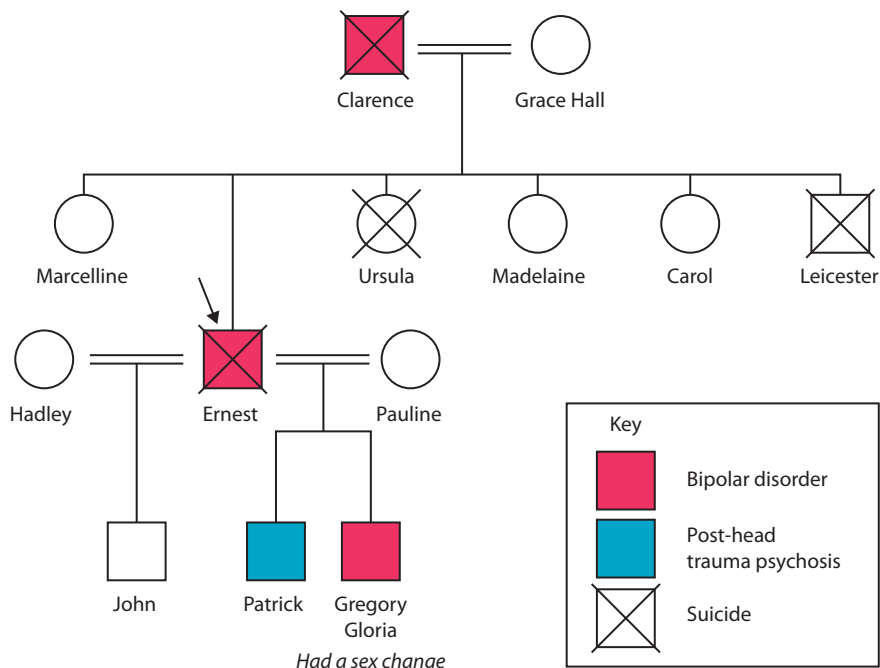 Clarence
Grace Hall
Marcelline
Ursula
Madelaine
Carol
Leicester
Hadley
Ernest
Pauline
John
Patrick
Gregory
Gloria
Had a sex change
Key
Bipolar disorder
Post-head
trauma psychosis
Suicide